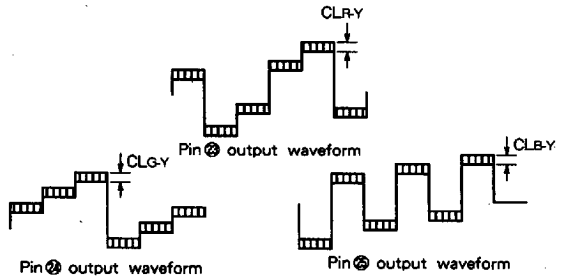 CLR-Y
Pin ㉓ output waveform
CLG-Y
CLB-Y
Pin ㉔ output waveform
Pin ㉕ output waveform